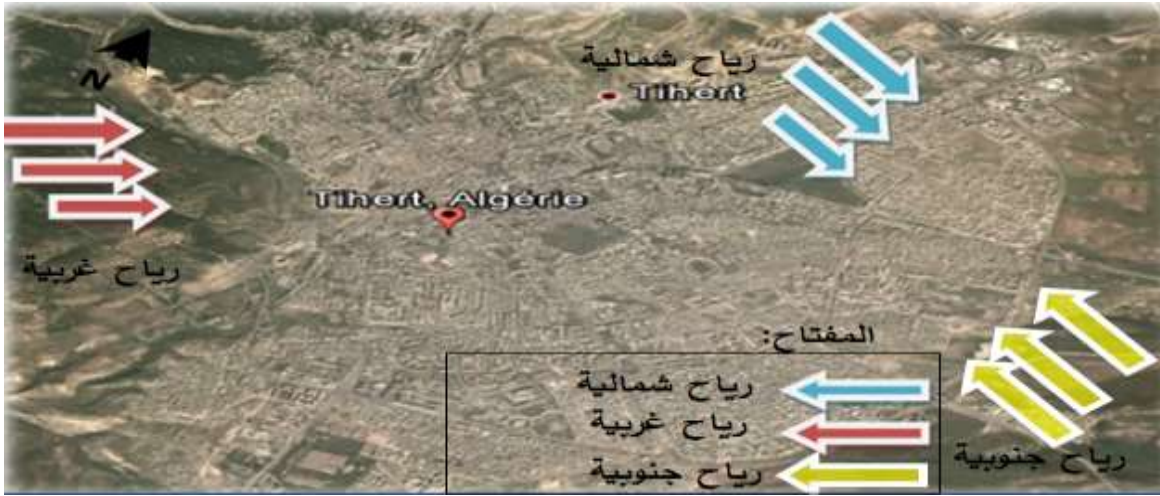 N
رياح شمالية
Tihert
Tihert, Algérie
رياح غربية
المفتاح:
رياح شمالية
رياح غربية
رياح جنوبية
رياح جنوبية